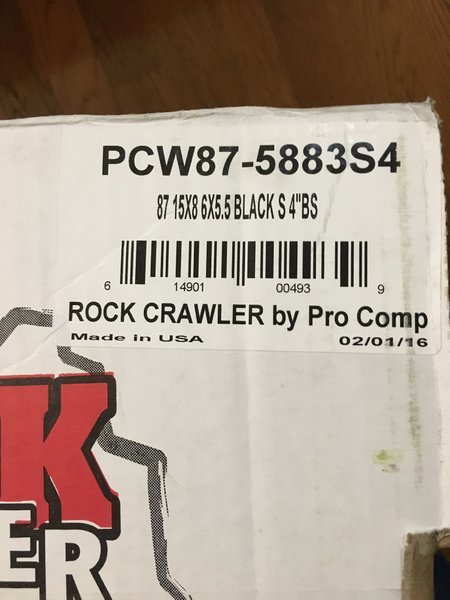 PCW87-5883S4
87 15X8 6X5.5 BLACK S 4"BS
6 14901 00493 9
ROCK CRAWLER by Pro Comp
Made in USA 02/01/16
K
ER